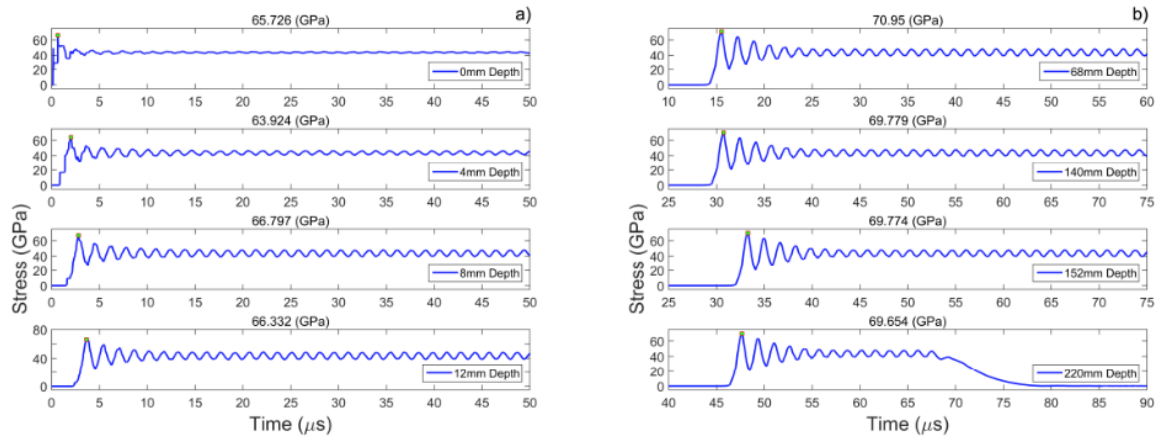 a)
65.726 (GPa)
60
40
20
0
0mm Depth
0 5 10 15 20 25 30 35 40 45 50
63.924 (GPa)
60
40
20
0
4mm Depth
0 5 10 15 20 25 30 35 40 45 50
66.797 (GPa)
60
40
20
0
8mm Depth
0 5 10 15 20 25 30 35 40 45 50
66.332 (GPa)
80
40
0
12mm Depth
0 5 10 15 20 25 30 35 40 45 50
Stress (GPa)
Time (μs)
b)
70.95 (GPa)
60
40
20
0
68mm Depth
10 15 20 25 30 35 40 45 50 55 60
69.779 (GPa)
60
40
20
0
140mm Depth
25 30 35 40 45 50 55 60 65 70 75
69.774 (GPa)
60
40
20
0
152mm Depth
25 30 35 40 45 50 55 60 65 70 75
69.654 (GPa)
60
40
20
0
220mm Depth
40 45 50 55 60 65 70 75 80 85 90
Stress (GPa)
Time (μs)